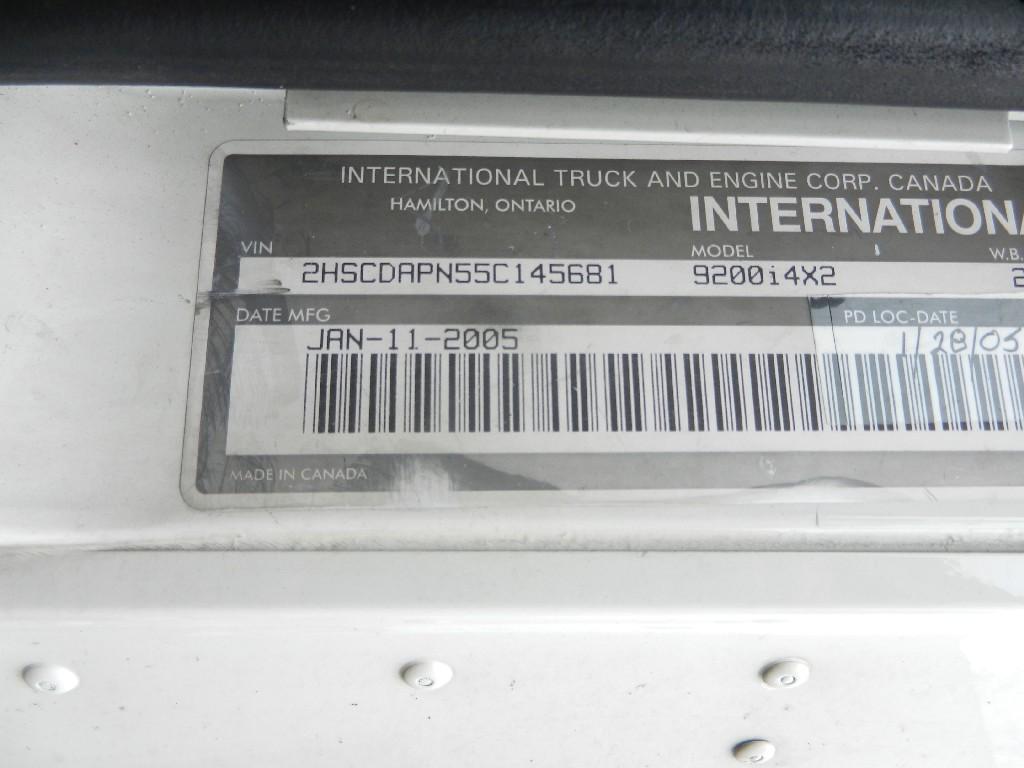 INTERNATIONAL TRUCK AND ENGINE CORP. CANADA
HAMILTON, ONTARIO
INTERNATIONA
VIN MODEL W.B.
2HSCDAPN55C145681 9200i4X2 2
DATE MFG PD LOC-DATE
JAN-11-2005 1/28/05
MADE IN CANADA